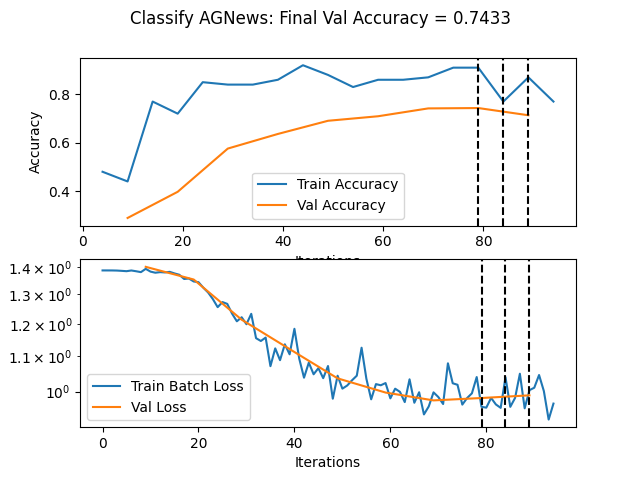 Classify AGNews: Final Val Accuracy = 0.7433
Accuracy
0.8
0.6
0.4
Train Accuracy
Val Accuracy
0 20 40 60 80
Iterations
1.4 × 10⁰
1.3 × 10⁰
1.2 × 10⁰
1.1 × 10⁰
10⁰
Train Batch Loss
Val Loss
0 20 40 60 80
Iterations